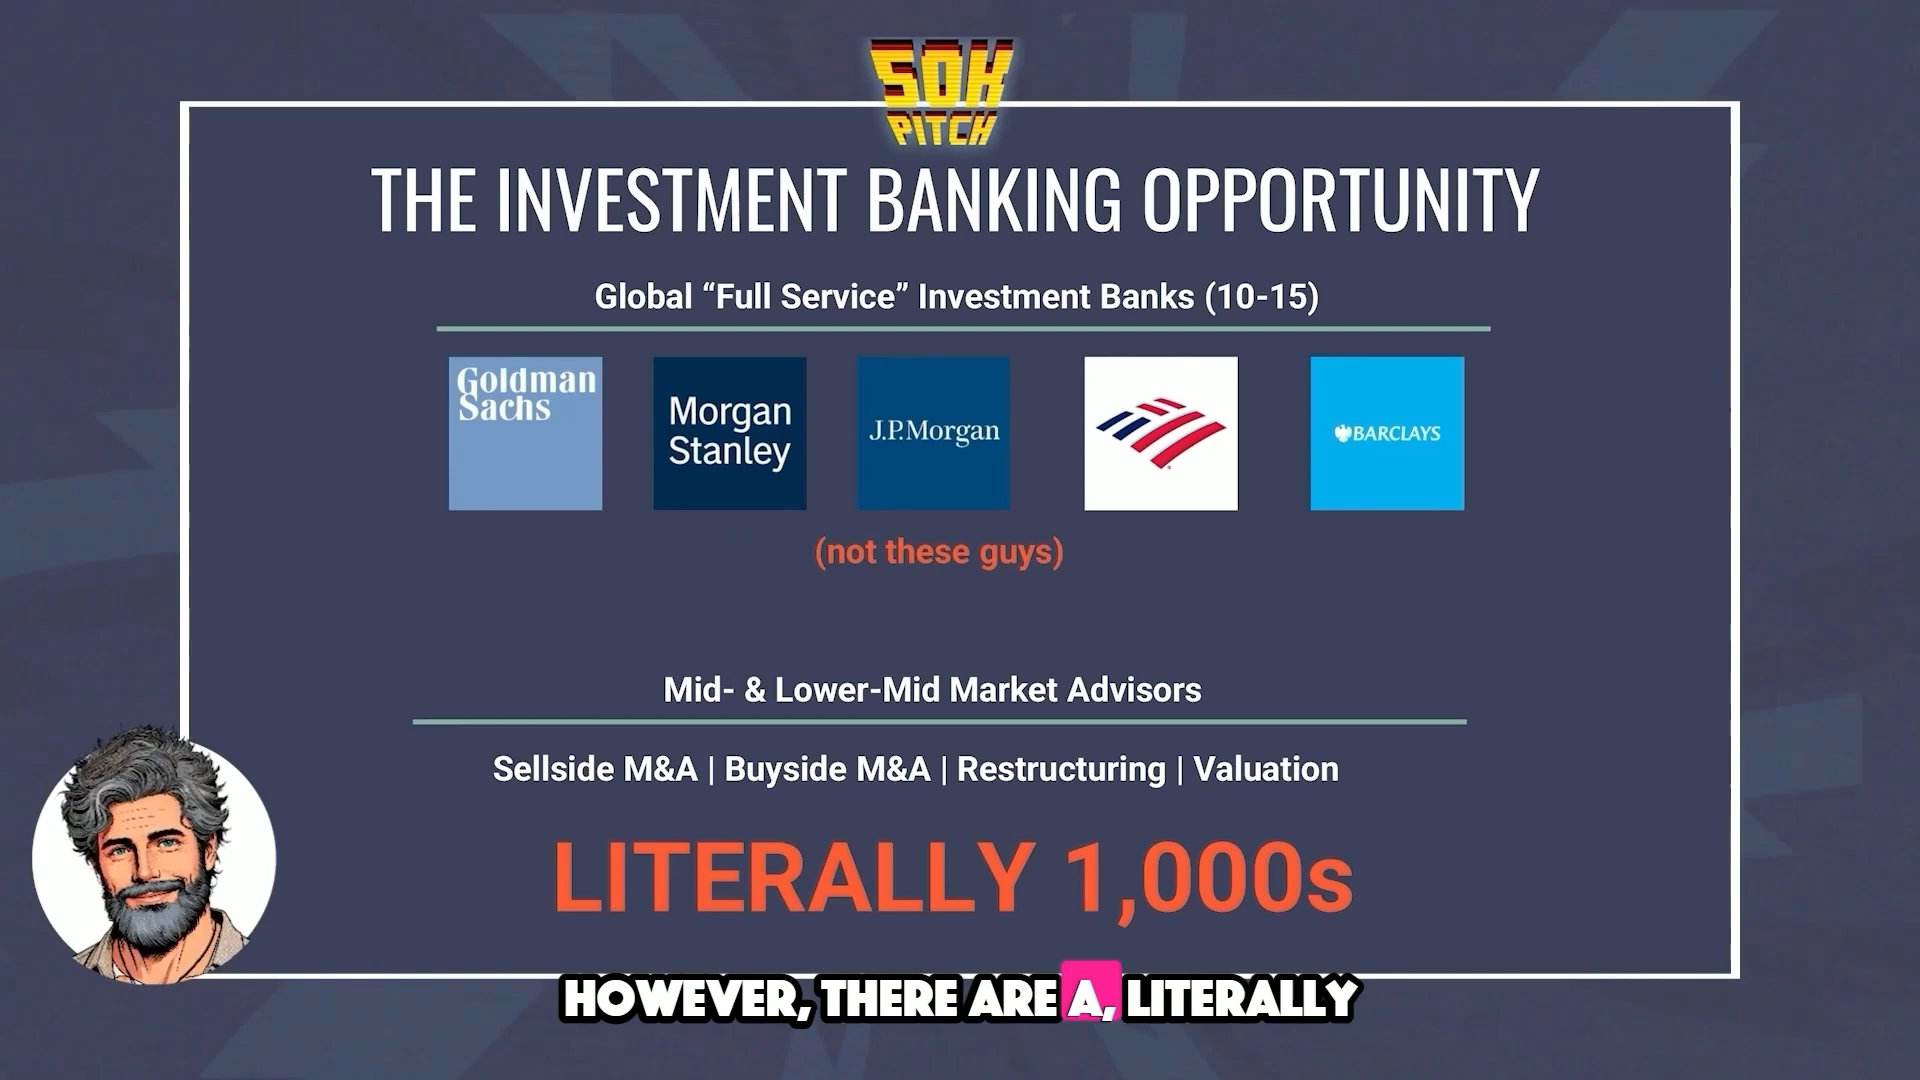 50K
PITCH
THE INVESTMENT BANKING OPPORTUNITY
Global “Full Service” Investment Banks (10-15)
Goldman
Sachs
Morgan
Stanley
J.P.Morgan
BARCLAYS
(not these guys)
Mid- & Lower-Mid Market Advisors
Sellside M&A | Buyside M&A | Restructuring | Valuation
LITERALLY 1,000s
HOWEVER, THERE ARE A, LITERALLY